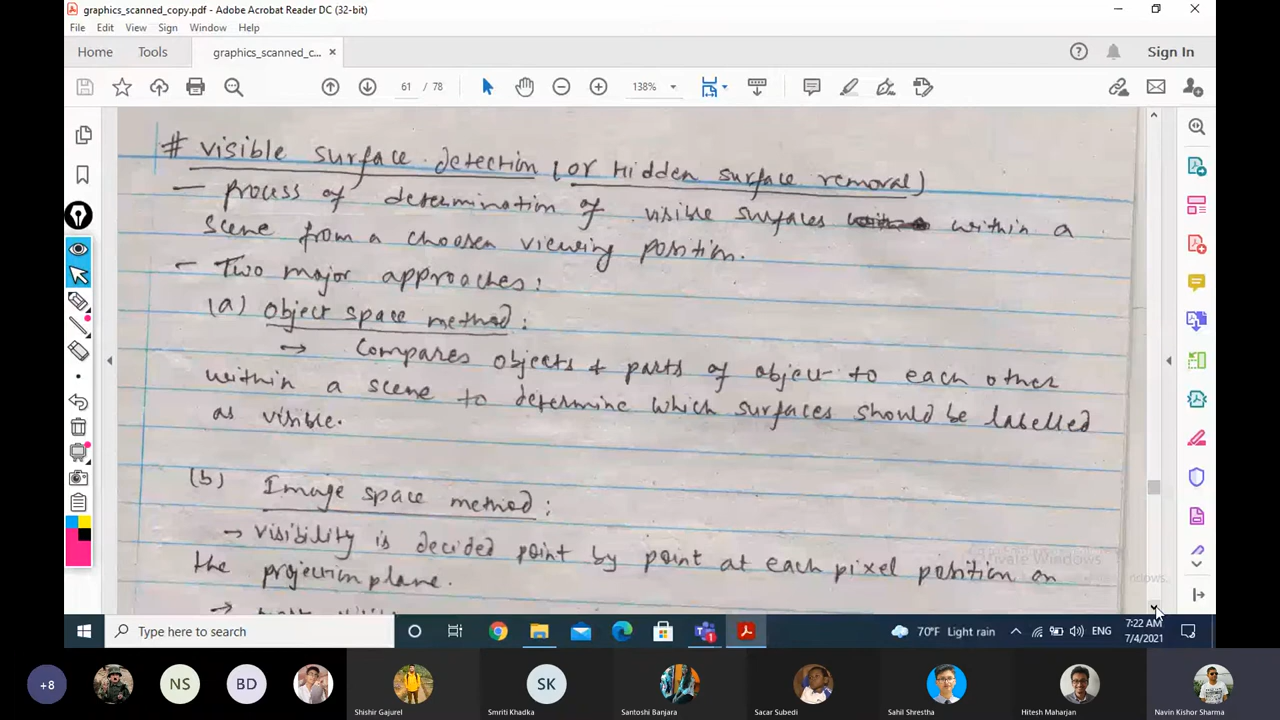 graphics_scanned_copy.pdf - Adobe Acrobat Reader DC (32-bit)
File Edit View Sign Window Help
Home Tools graphics_scanned_c... × Sign In
61 / 78 138%
# visible surface detection (or Hidden surface removal)
— process of determination of visible surfaces within a
scene from a choosen viewing position.
— Two major approaches:
(a) object space method:
→ compares objects + parts of object to each other
within a scene to determine which surfaces should be labelled
as visible.
(b) Image space method:
→ visibility is decided point by point at each pixel position on
the projection plane.
Type here to search
70°F Light rain
ENG
7:22 AM
7/4/2021
+8
NS
BD
SK
Shishir Gajurel
Smriti Khadka
Santoshi Banjara
Sacar Subedi
Sahil Shrestha
Hitesh Maharjan
Navin Kishor Sharma